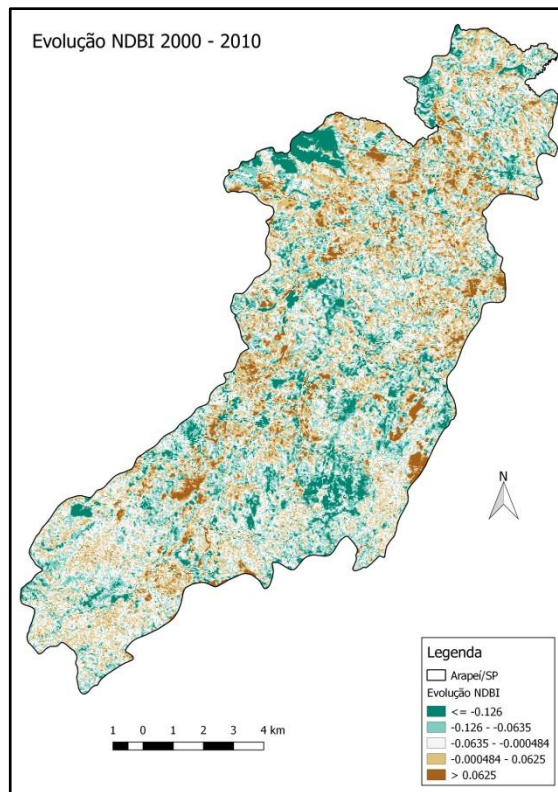 Evolução NDBI 2000 - 2010
N
Legenda
Arapeí/SP
Evolução NDBI
<= -0.126
-0.126 - -0.0635
-0.0635 - -0.000484
-0.000484 - 0.0625
> 0.0625
1 0 1 2 3 4 km